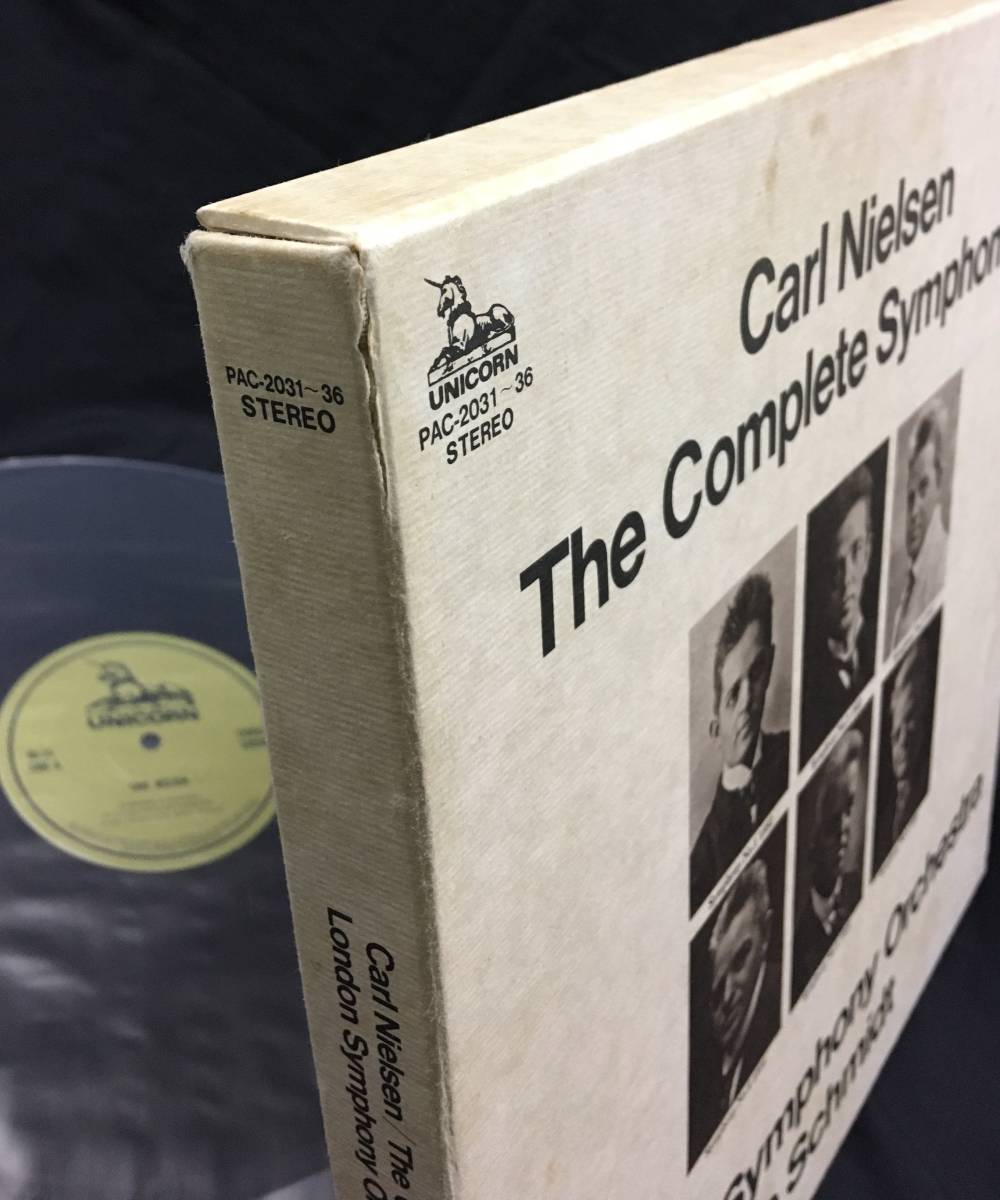 PAC-2031~36
STEREO
Carl Nielsen / The
London Symphony
UNICORN
PAC-2031~36
STEREO
Carl Nielsen
The Complete
Symphony Orchestra
Schmidt
UNICORN